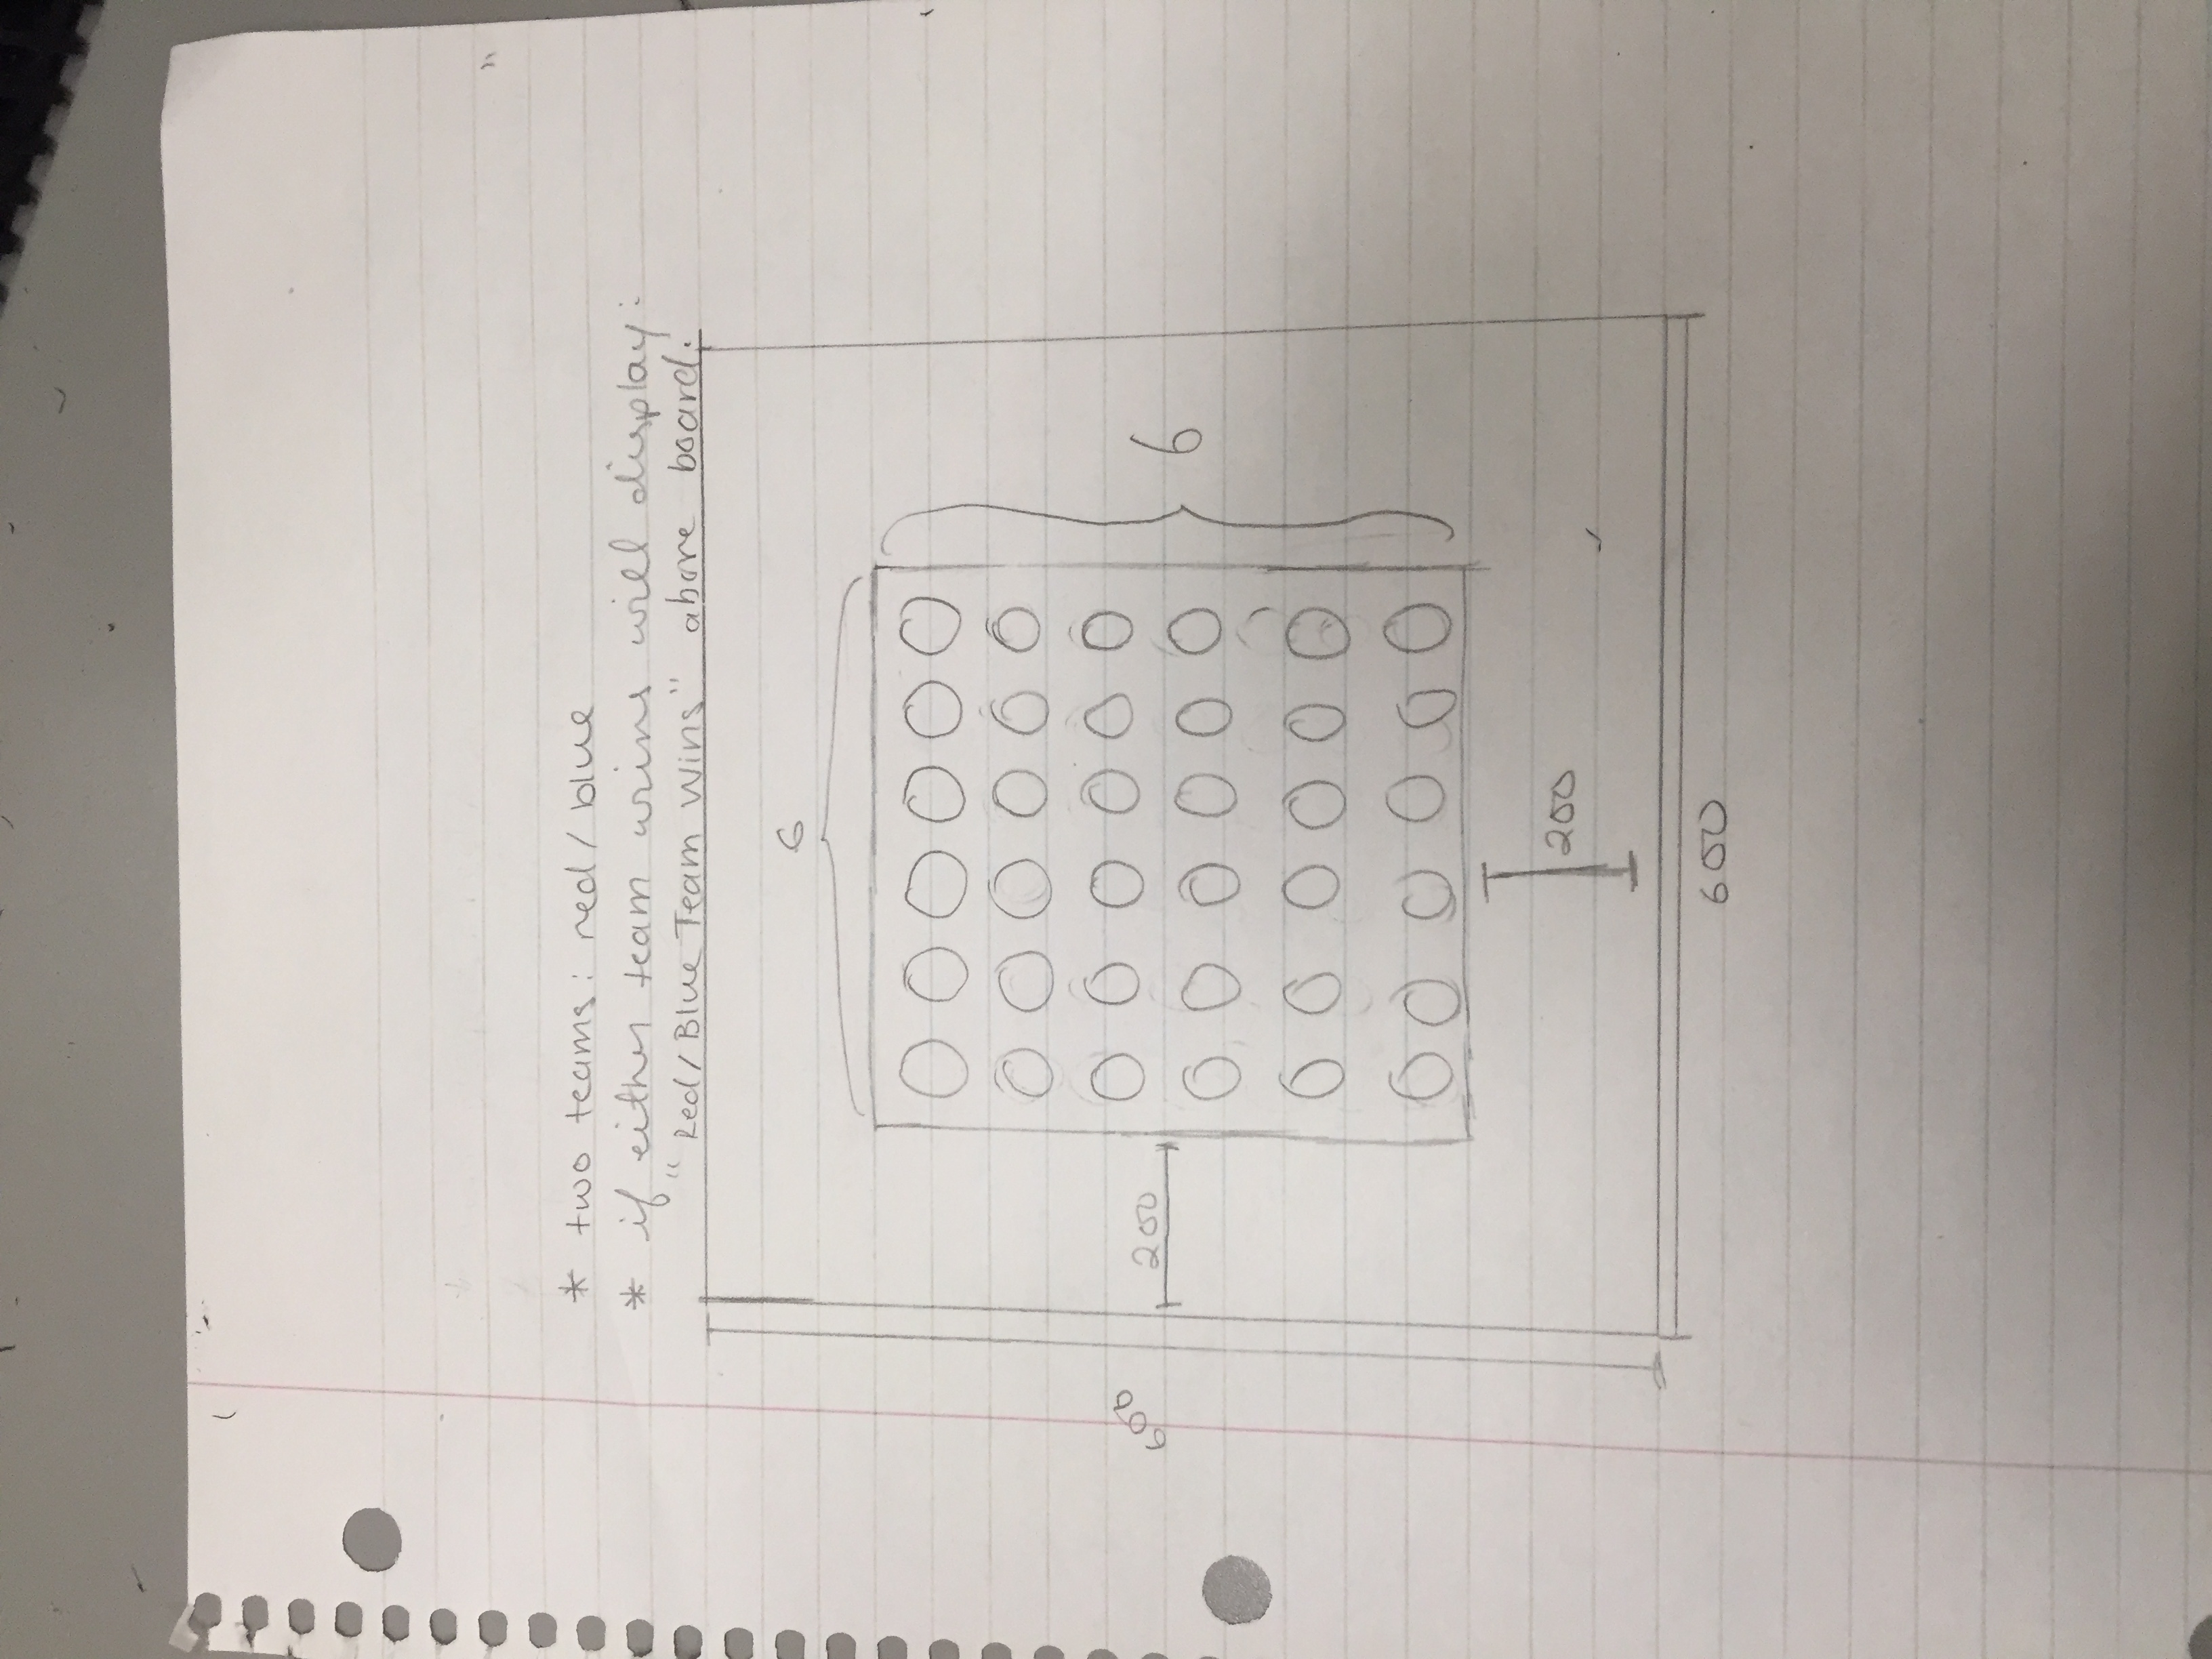 * two teams: red/blue
* if either team wins will display:
"Red/Blue Team Wins" above board.
6
6
200
200
600
600